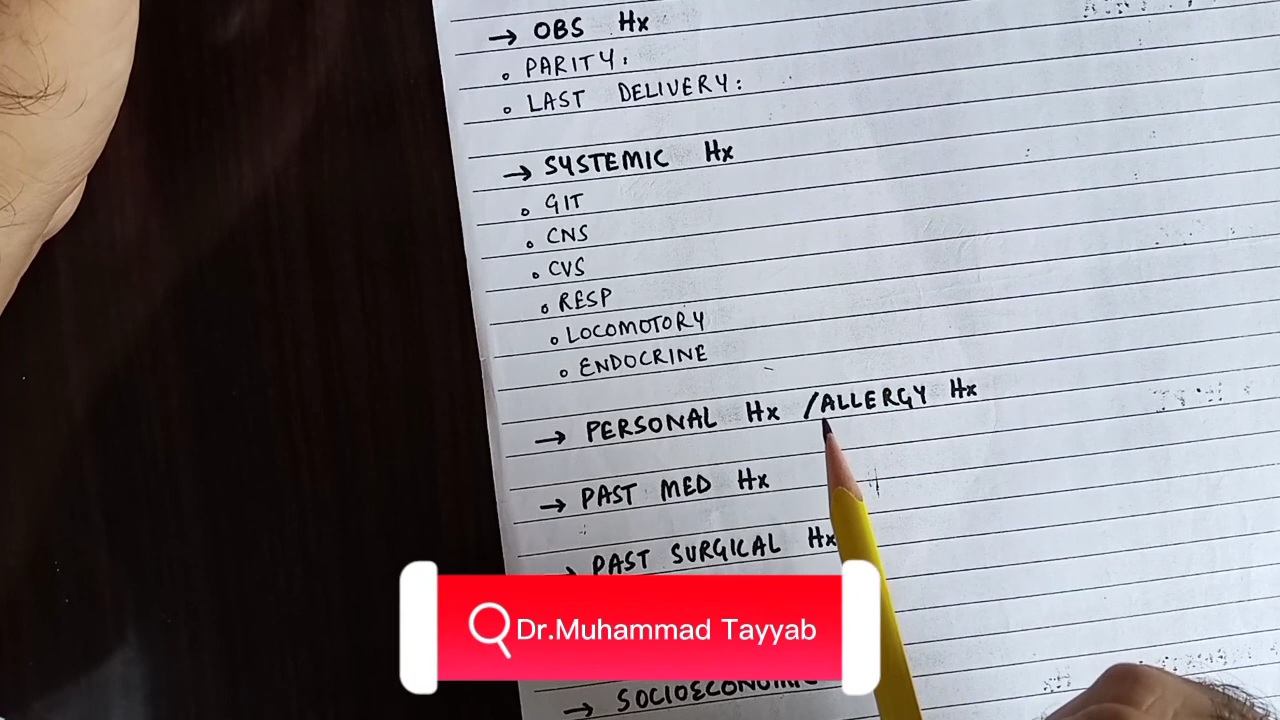 → OBS Hx
• PARITY:
• LAST DELIVERY:
→ SYSTEMIC Hx
• GIT
• CNS
• CVS
• RESP
• LOCOMOTORY
• ENDOCRINE
→ PERSONAL Hx /ALLERGY Hx
→ PAST MED Hx
→ PAST SURGICAL Hx
Dr.Muhammad Tayyab
→ SOCIOECONOMIC